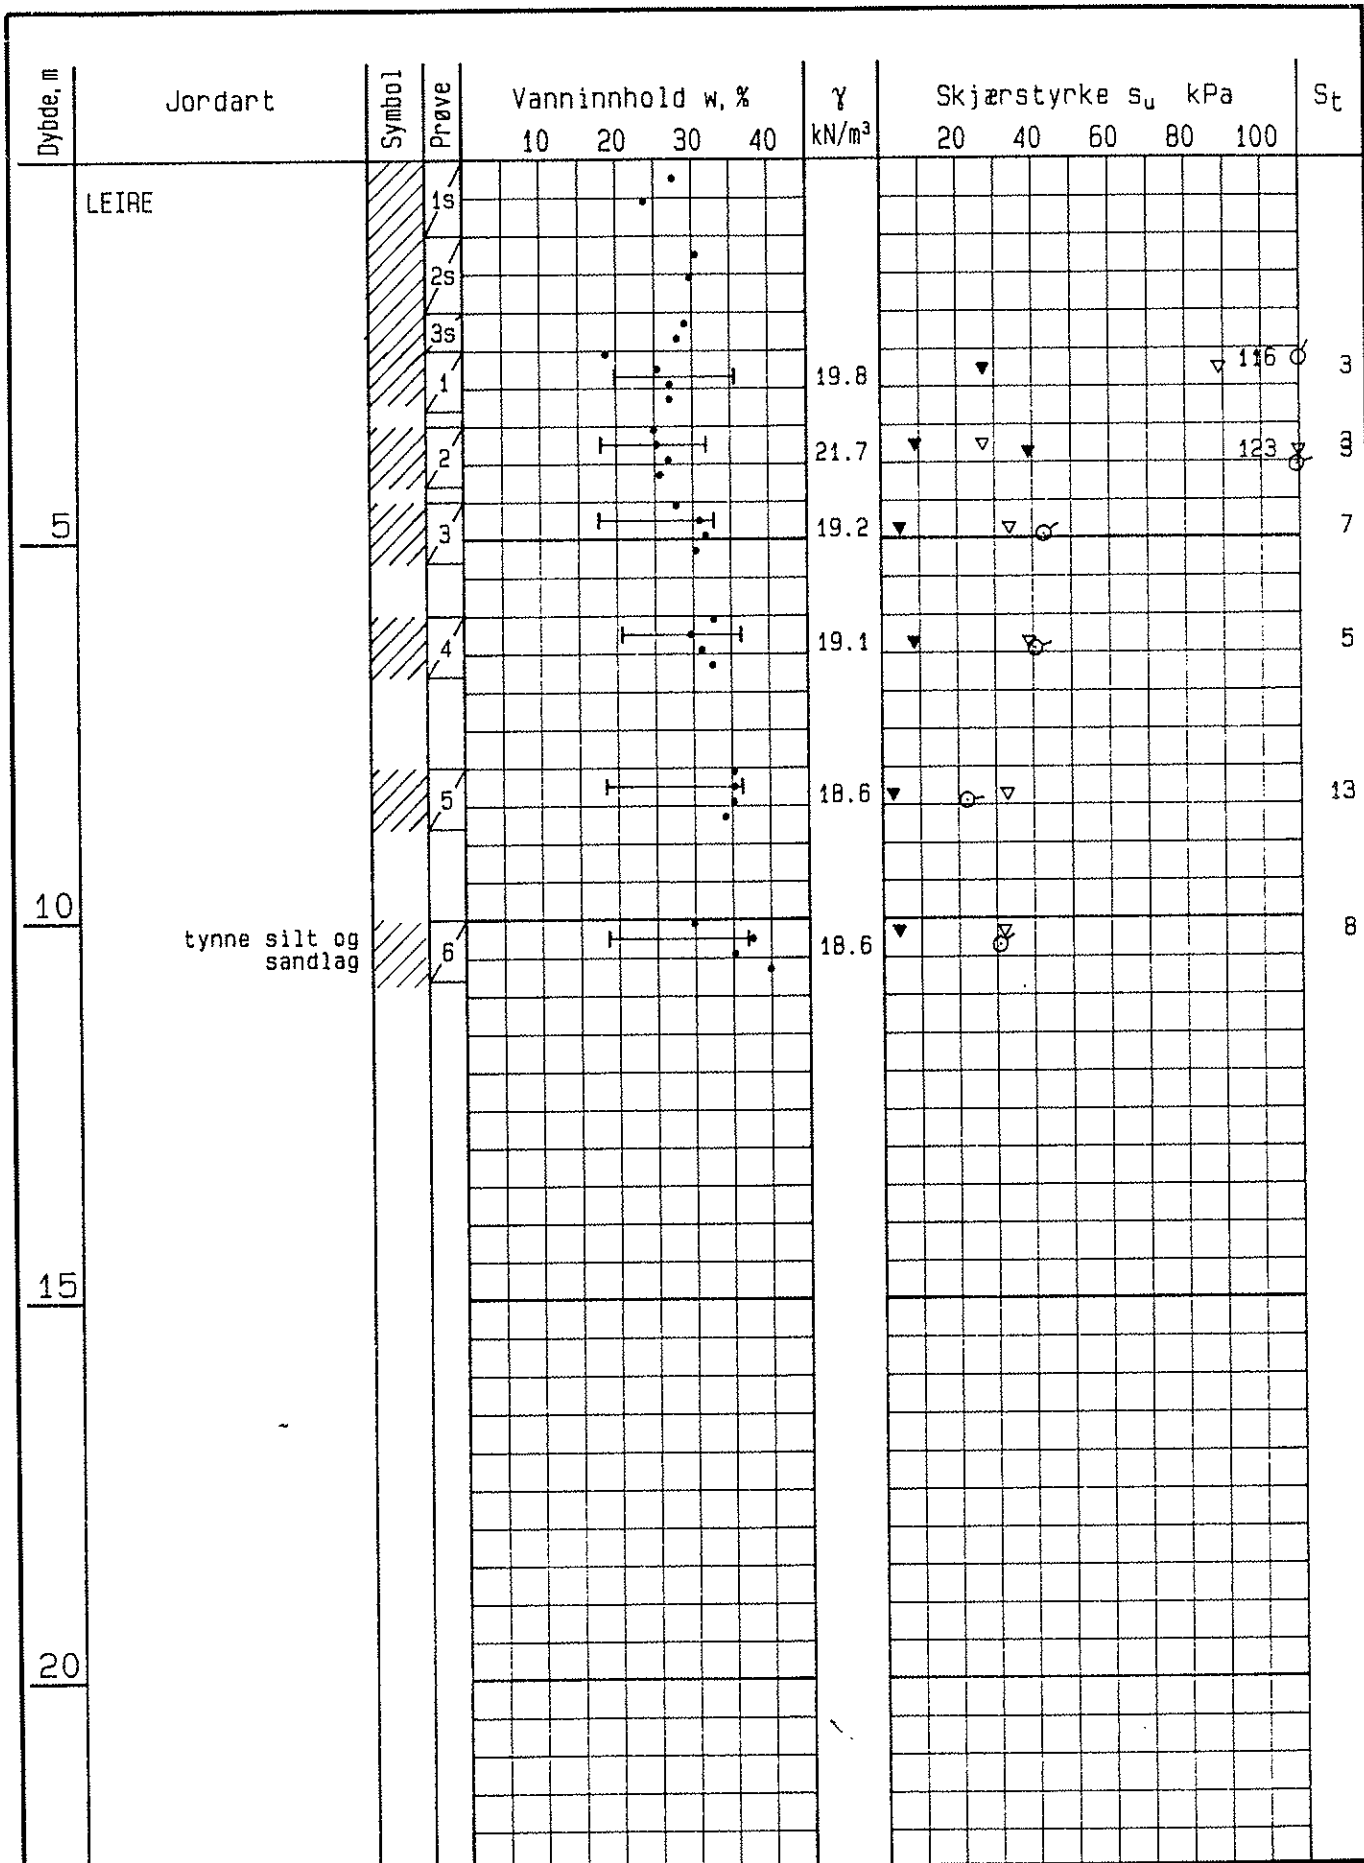 Dybde, m
Jordart
Symbol
Prøve
Vanninnhold w, %
10 20 30 40
γ
kN/m³
Skjærstyrke su kPa
20 40 60 80 100
St
LEIRE
1s
2s
3s
1 19.8 116 3
2 21.7 123 3
5
3 19.2 7
4 19.1 5
5 18.6 13
10
tynne silt og
sandlag
6 18.6 8
15
20